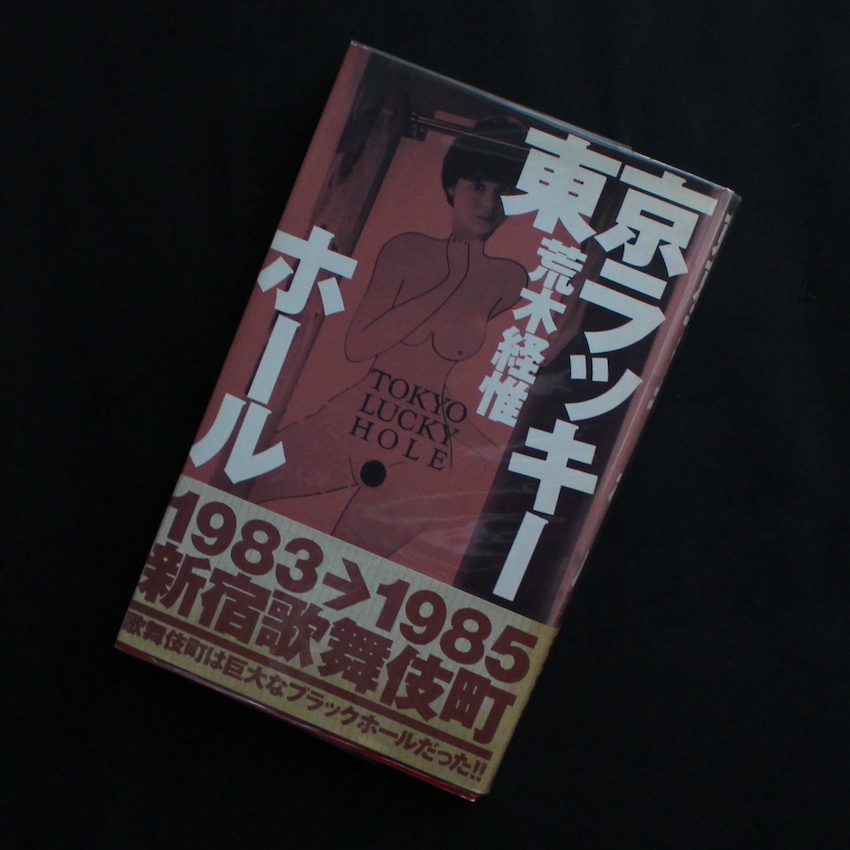 東京ラッキー
ホール
荒木経惟
TOKYO
LUCKY
HOLE
1983→1985
新宿歌舞伎町
歌舞伎町は巨大なブラックホールだった!!